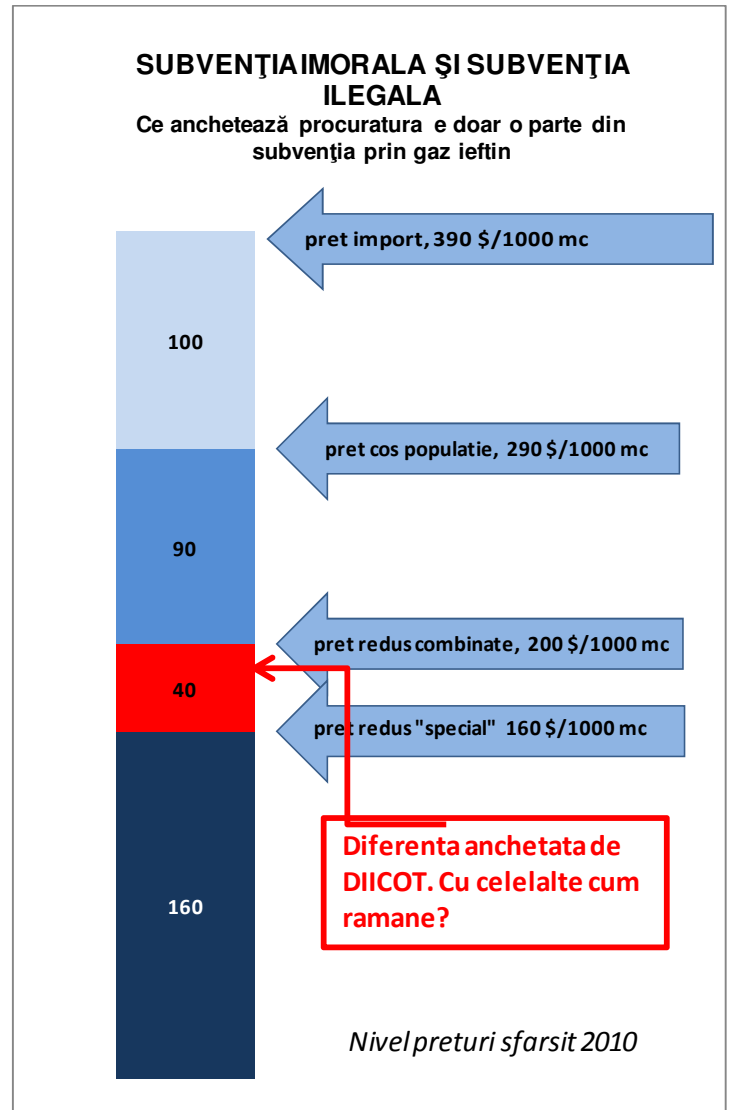 SUBVENŢIA IMORALA ŞI SUBVENŢIA
ILEGALA
Ce anchetează procuratura e doar o parte din
subvenţia prin gaz ieftin
pret import, 390 $/1000 mc
100
pret cos populatie, 290 $/1000 mc
90
pret redus combinate, 200 $/1000 mc
40
pret redus "special" 160 $/1000 mc
Diferenta anchetata de
DIICOT. Cu celelalte cum
ramane?
160
Nivel preturi sfarsit 2010